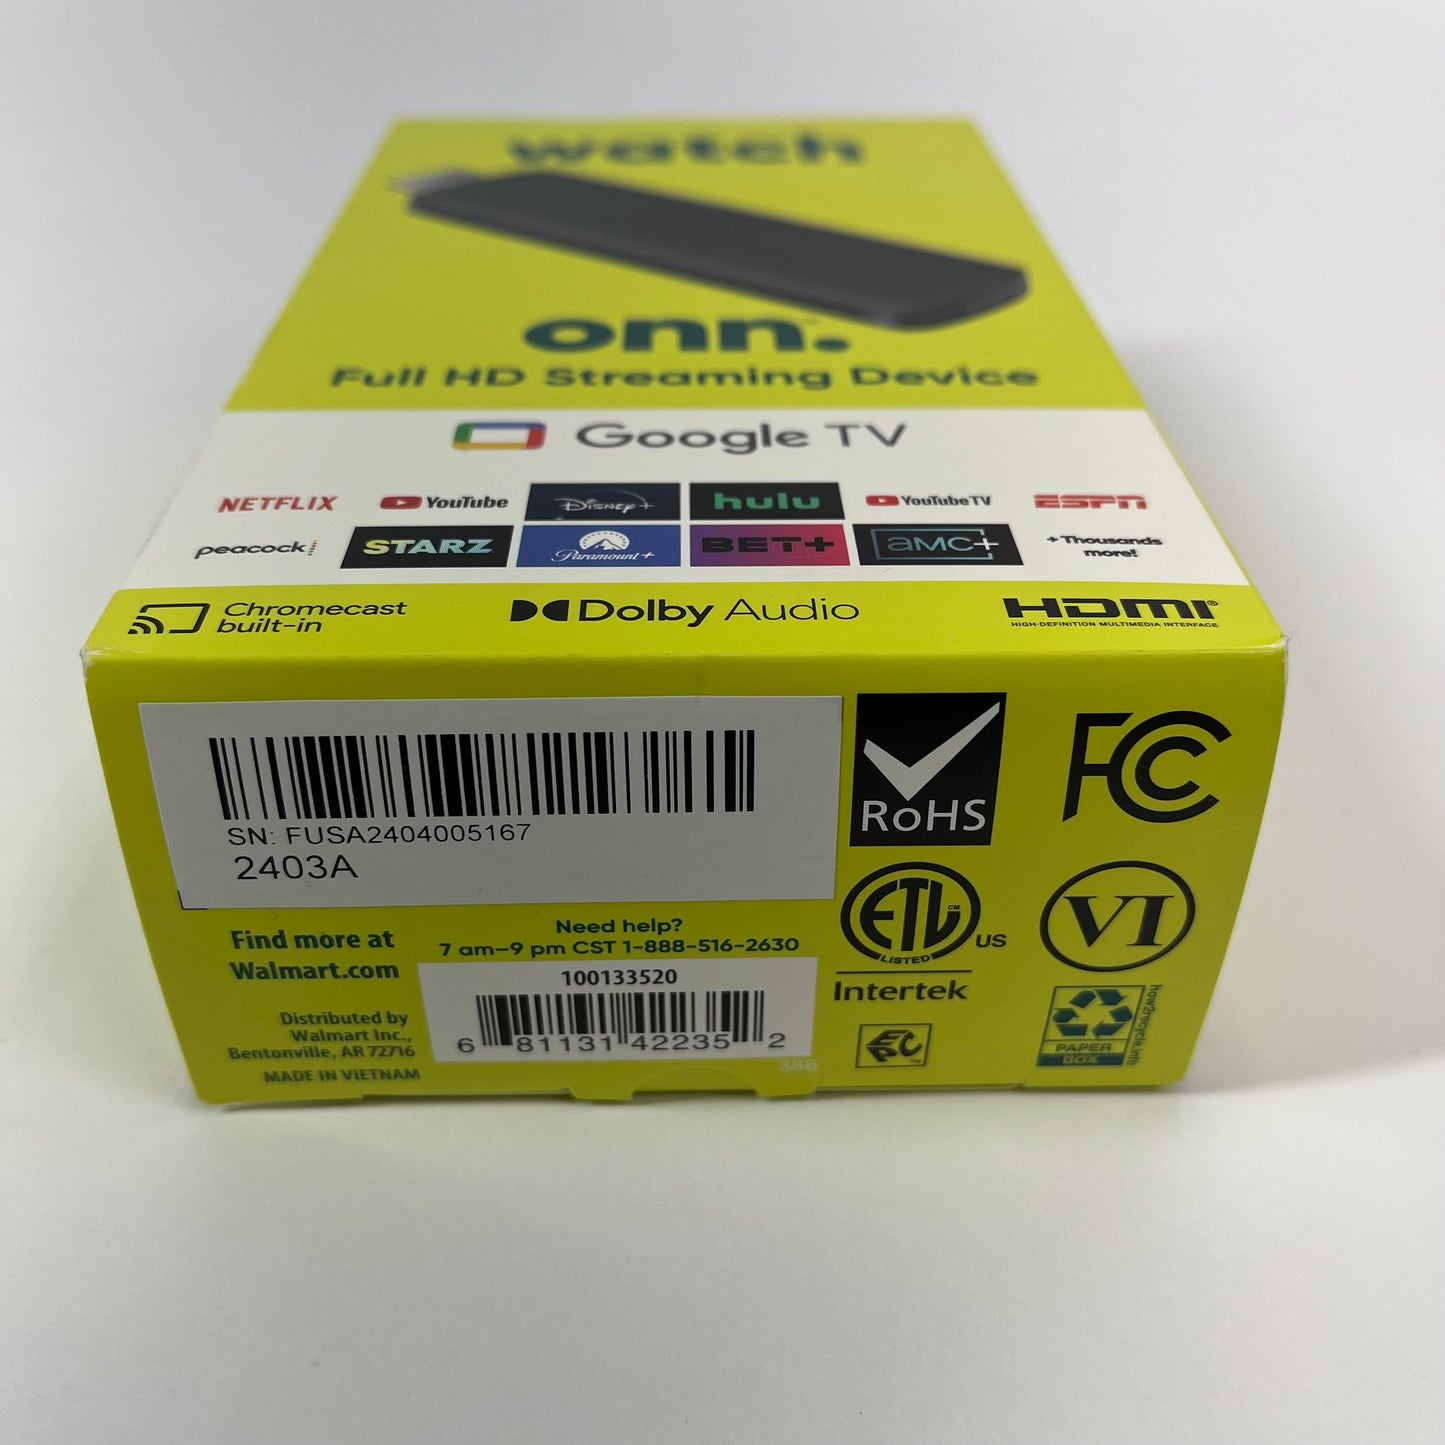 watch
onn.
Full HD Streaming Device
Google TV
NETFLIX YouTube Disney+ hulu YouTube TV ESPN
peacock STARZ Paramount+ BET+ aMC+ + Thousands
more!
Chromecast
built-in
Dolby Audio
HDMI®
HIGH-DEFINITION MULTIMEDIA INTERFACE
SN: FUSA2404005167
2403A
RoHS
FC
Find more at
Walmart.com
Need help?
7 am–9 pm CST 1-888-516-2630
100133520
6 81131 42235 2
386
Distributed by
Walmart Inc.,
Bentonville, AR 72716
MADE IN VIETNAM
ETL CM
LISTED
US
Intertek
VI
EPC™
how2recycle.info
PAPER
BOX